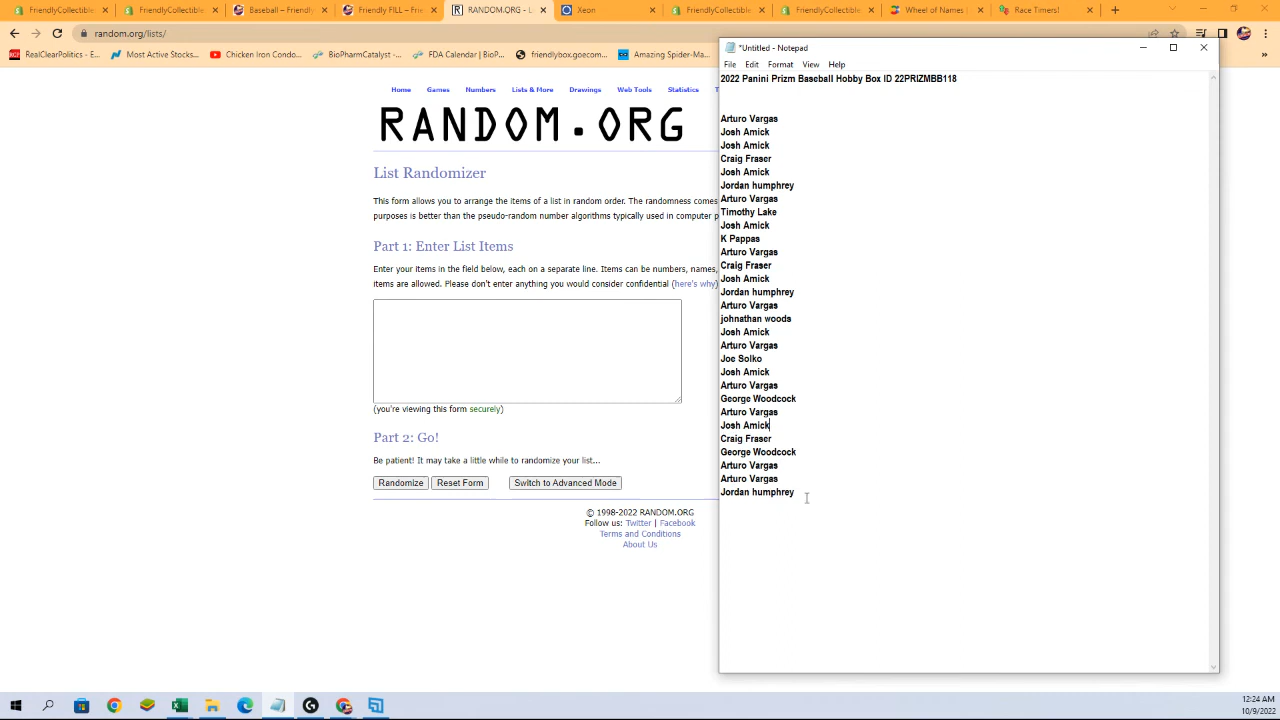 FriendlyCollectible
FriendlyCollectible
Baseball – Friendly
Friendly FILL – Frie
RANDOM.ORG - L
Xeon
FriendlyCollectible
FriendlyCollectible
Wheel of Names |
Race Timers!
random.org/lists/
RealClearPolitics - E...
Most Active Stocks...
Chicken Iron Condo...
BioPharmCatalyst -...
FDA Calendar | BioP...
friendlybox.goecom...
Amazing Spider-Ma...
*Untitled - Notepad
File Edit Format View Help
2022 Panini Prizm Baseball Hobby Box ID 22PRIZMBB118
Arturo Vargas
Josh Amick
Josh Amick
Craig Fraser
Josh Amick
Jordan humphrey
Arturo Vargas
Timothy Lake
Josh Amick
K Pappas
Arturo Vargas
Craig Fraser
Josh Amick
Jordan humphrey
Arturo Vargas
johnathan woods
Josh Amick
Arturo Vargas
Joe Solko
Josh Amick
Arturo Vargas
George Woodcock
Arturo Vargas
Josh Amick
Craig Fraser
George Woodcock
Arturo Vargas
Arturo Vargas
Jordan humphrey
Home Games Numbers Lists & More Drawings Web Tools Statistics T
RANDOM.ORG
List Randomizer
This form allows you to arrange the items of a list in random order. The randomness comes
purposes is better than the pseudo-random number algorithms typically used in computer p
Part 1: Enter List Items
Enter your items in the field below, each on a separate line. Items can be numbers, names,
items are allowed. Please don't enter anything you would consider confidential (here's why)
(you're viewing this form securely)
Part 2: Go!
Be patient! It may take a little while to randomize your list...
Randomize Reset Form Switch to Advanced Mode
© 1998-2022 RANDOM.ORG
Follow us: Twitter | Facebook
Terms and Conditions
About Us
12:24 AM
10/9/2022